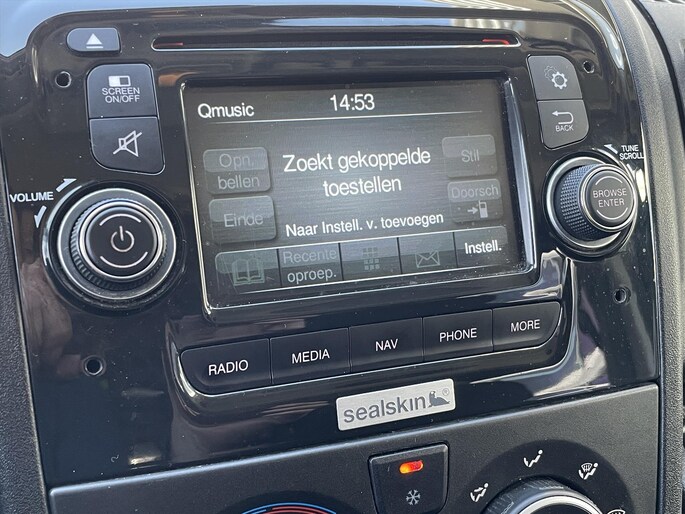 SCREEN
ON/OFF
VOLUME
Qmusic
14:53
Opn.
bellen
Zoekt gekoppelde
toestellen
Stil
Doorsch
Einde
Naar Instell. v. toevoegen
Recente
oproep.
Instell.
BACK
TUNE
SCROLL
BROWSE
ENTER
RADIO
MEDIA
NAV
PHONE
MORE
sealskin®